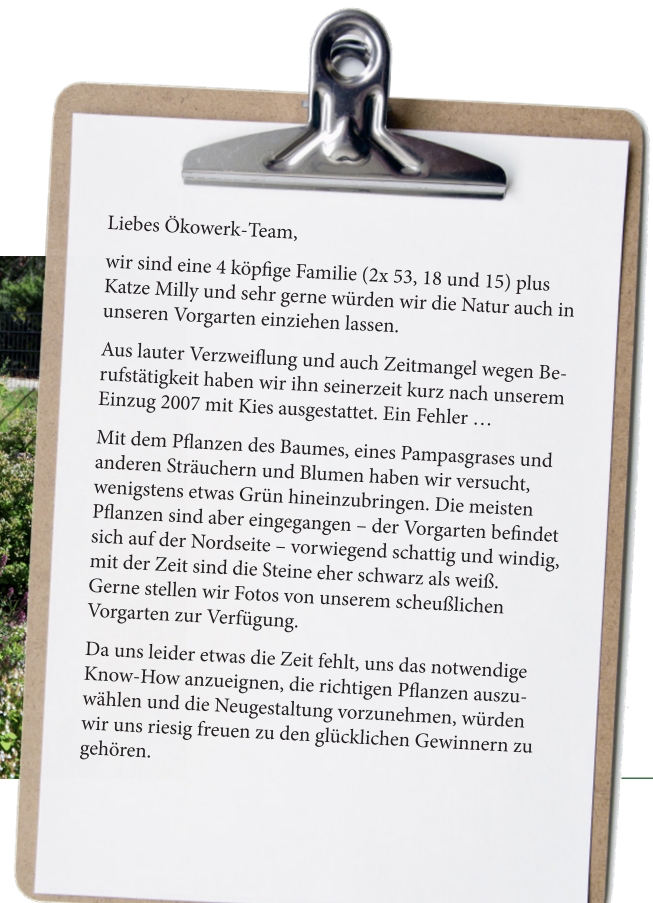 Liebes Ökowerk-Team,
wir sind eine 4 köpfige Familie (2x 53, 18 und 15) plus
Katze Milly und sehr gerne würden wir die Natur auch in
unseren Vorgarten einziehen lassen.
Aus lauter Verzweiflung und auch Zeitmangel wegen Be-
rufstätigkeit haben wir ihn seinerzeit kurz nach unserem
Einzug 2007 mit Kies ausgestattet. Ein Fehler …
Mit dem Pflanzen des Baumes, eines Pampasgrases und
anderen Sträuchern und Blumen haben wir versucht,
wenigstens etwas Grün hineinzubringen. Die meisten
Pflanzen sind aber eingegangen – der Vorgarten befindet
sich auf der Nordseite – vorwiegend schattig und windig,
mit der Zeit sind die Steine eher schwarz als weiß.
Gerne stellen wir Fotos von unserem scheußlichen
Vorgarten zur Verfügung.
Da uns leider etwas die Zeit fehlt, uns das notwendige
Know-How anzueignen, die richtigen Pflanzen auszu-
wählen und die Neugestaltung vorzunehmen, würden
wir uns riesig freuen zu den glücklichen Gewinnern zu
gehören.